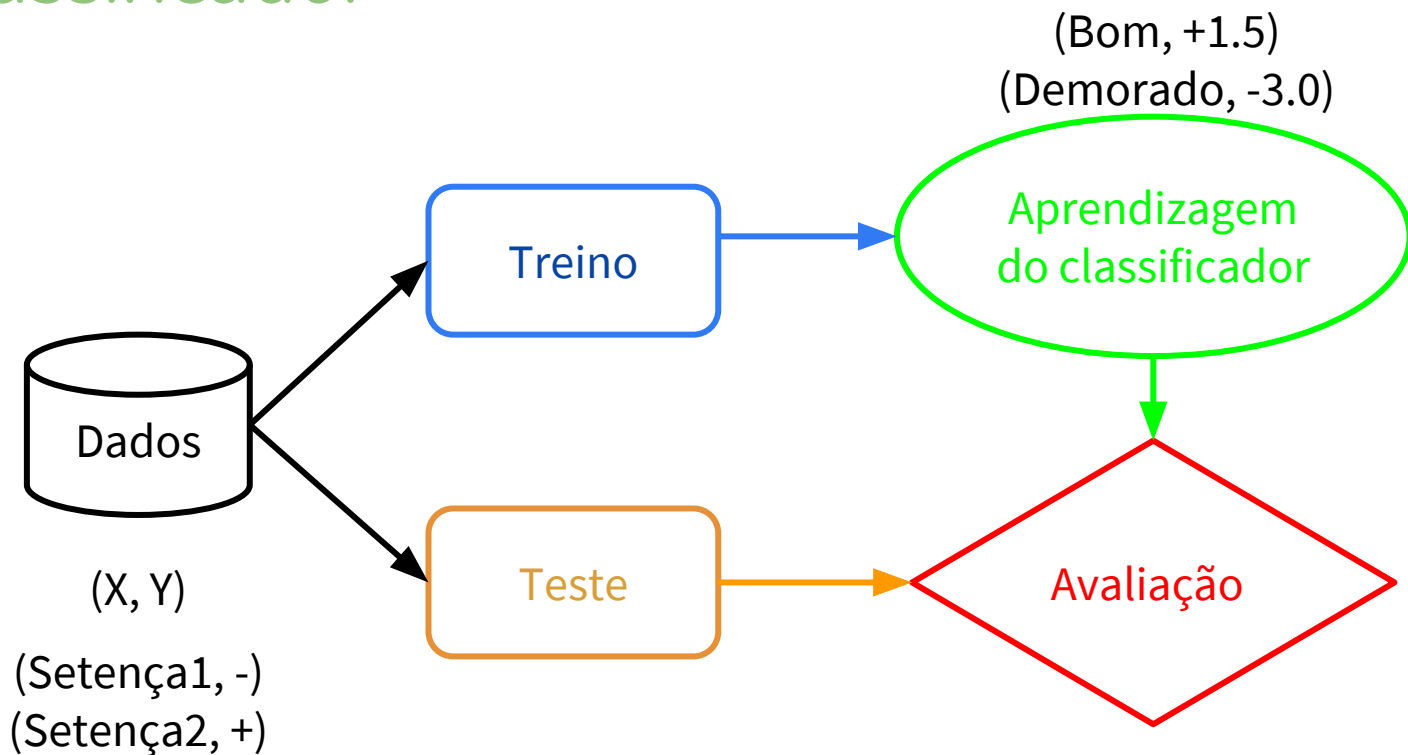 (Bom, +1.5)
(Demorado, -3.0)
Aprendizagem
do classificador
Treino
Dados
Teste
Avaliação
(X, Y)
(Setença1, -)
(Setença2, +)